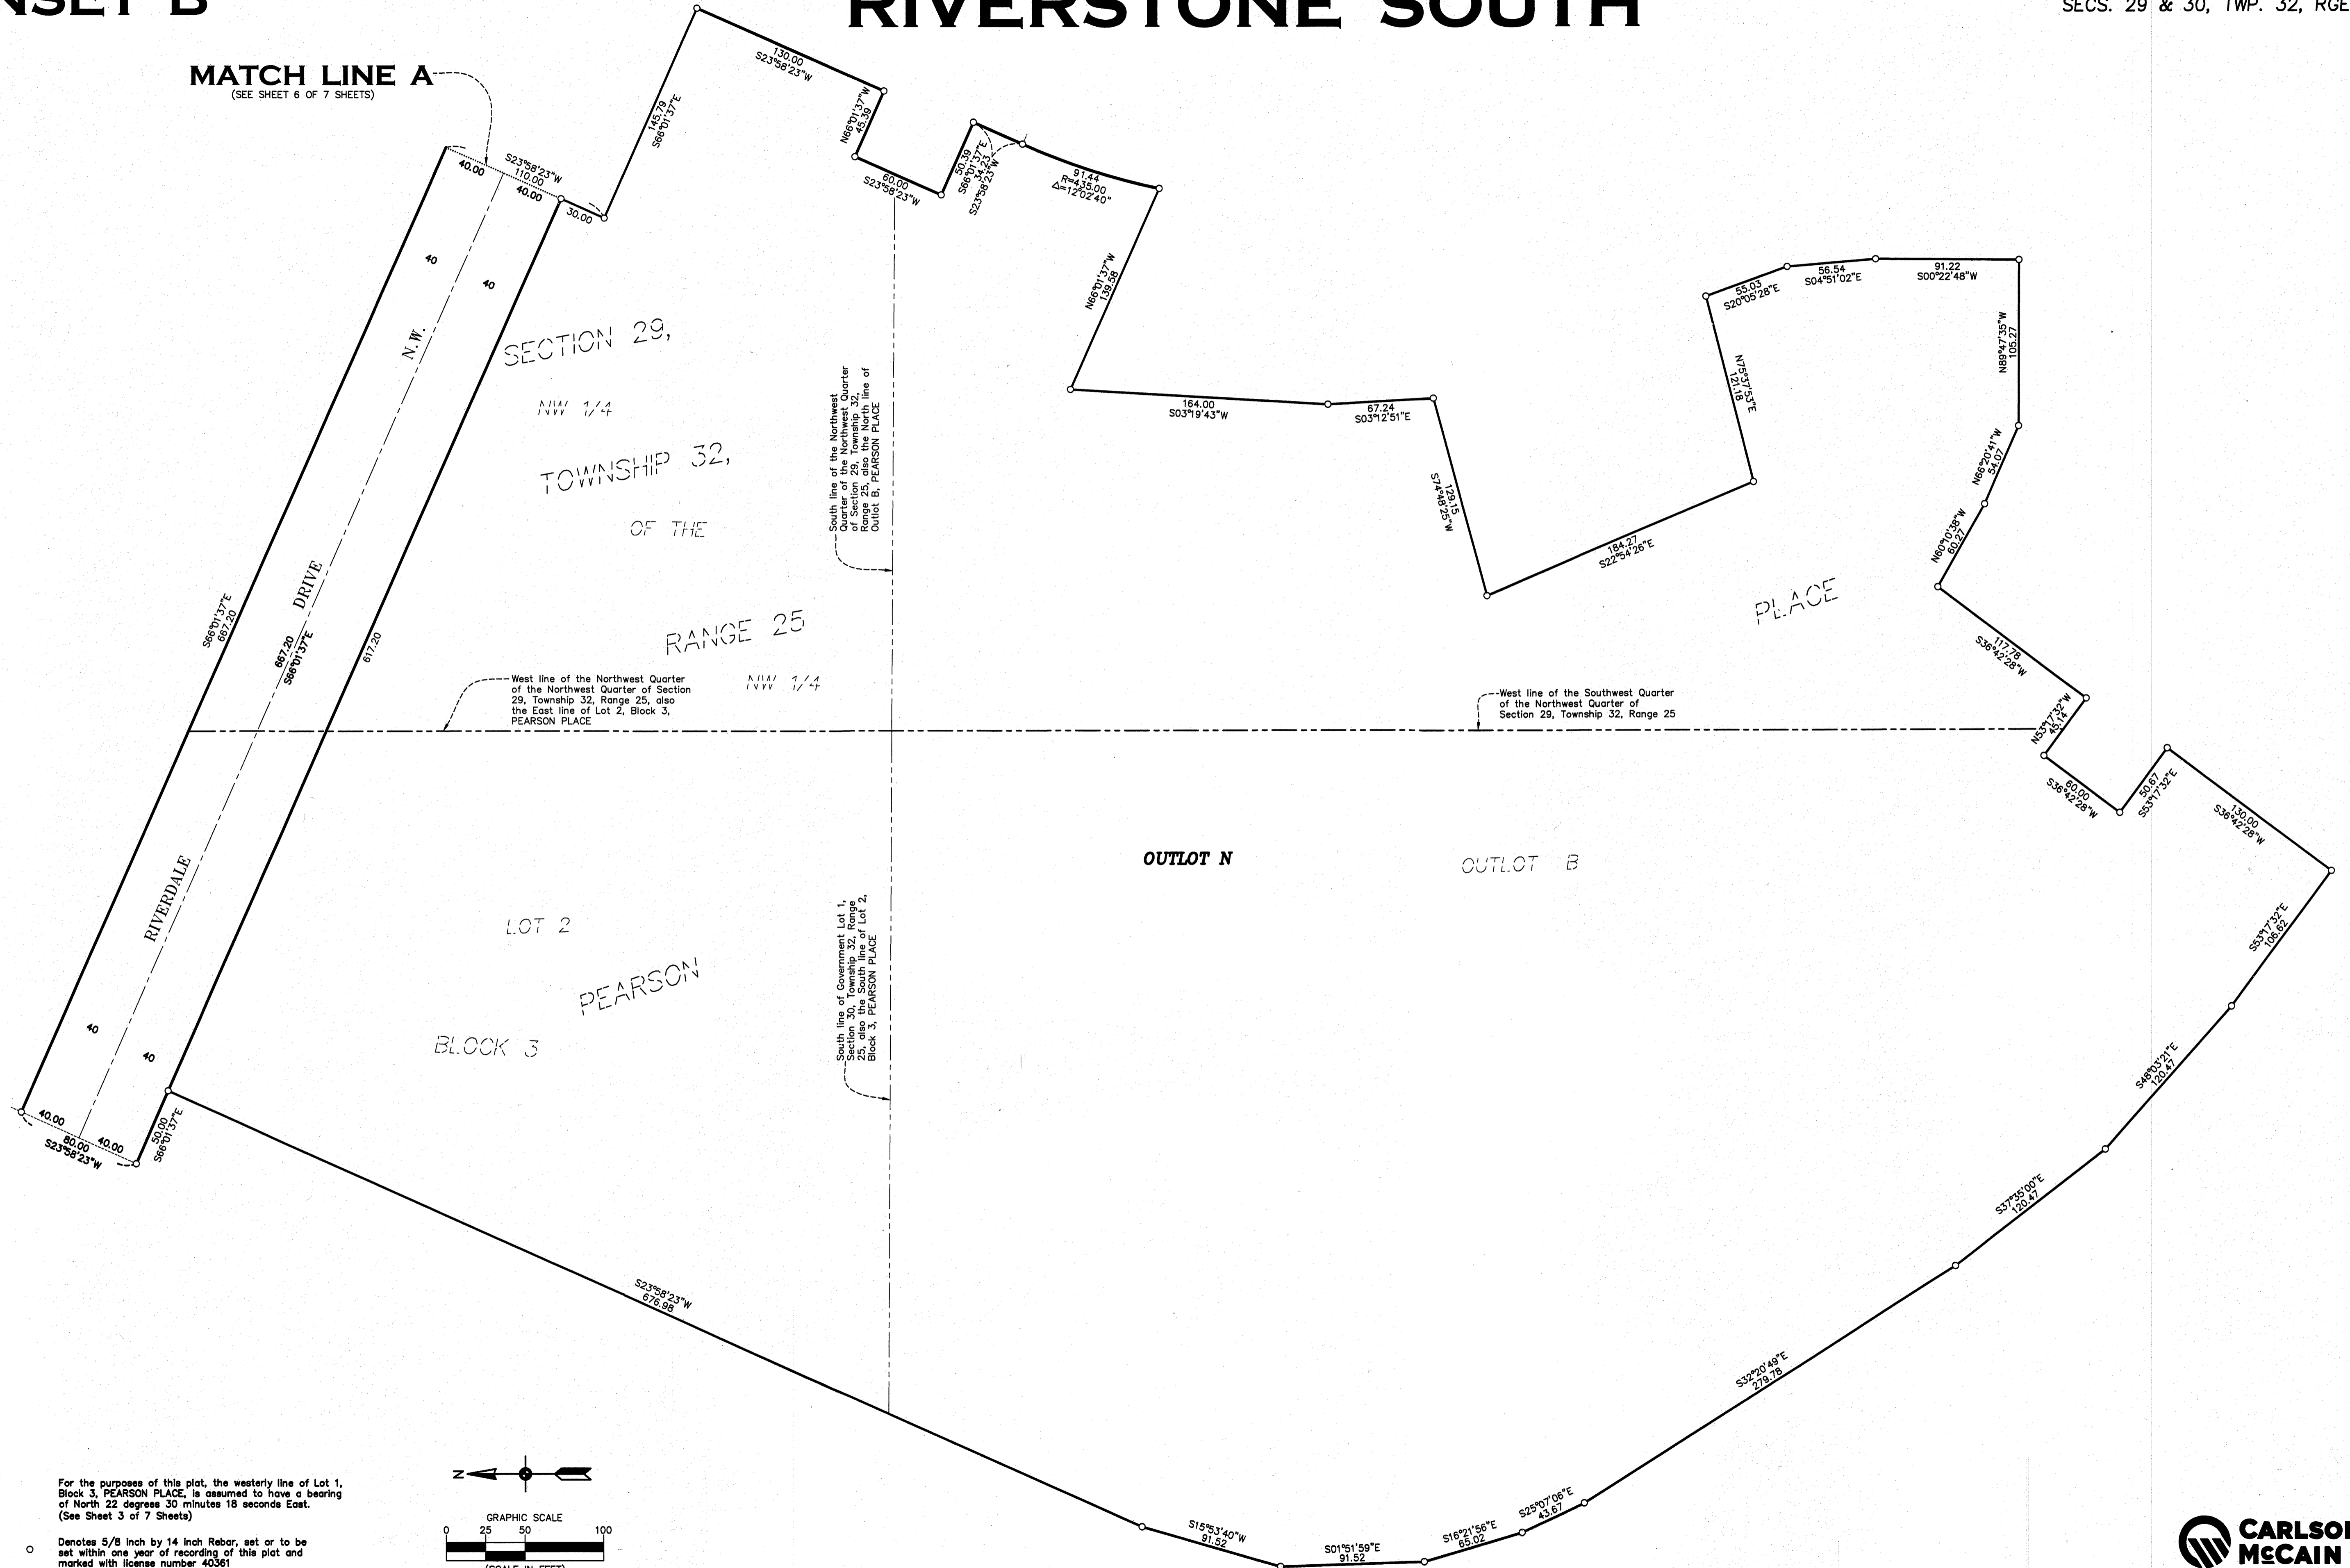 INSET B
RIVERSTONE SOUTH
SECS. 29 & 30, TWP. 32, RGE
MATCH LINE A
(SEE SHEET 6 OF 7 SHEETS)
40.00
S23°58'23"W
110.00
40.00
30.00
145.79
S66°01'37"E
130.00
S23°58'23"W
N66°01'37"W
45.39
60.00
S23°58'23"W
50.39
S66°01'37"E
34.23
S23°58'23"W
91.44
R=435.00
Δ=12°02'40"
N66°01'37"W
139.58
164.00
S03°19'43"W
67.24
S03°12'51"E
129.15
S74°48'25"W
184.27
S22°54'26"E
N75°37'53"E
121.18
55.03
S20°05'28"E
56.54
S04°51'02"E
91.22
S00°22'48"W
N89°47'35"W
105.27
N66°20'41"W
54.07
N60°10'38"W
60.27
117.78
S36°42'28"W
N53°17'32"W
45.14
60.00
S36°42'28"W
50.67
S53°17'32"E
130.00
S36°42'28"W
S53°17'32"E
106.62
S48°03'21"E
120.47
S37°35'00"E
120.47
S32°20'49"E
279.78
S25°07'06"E
43.67
S16°21'56"E
65.02
S01°51'59"E
91.52
S15°53'40"W
91.52
S23°58'23"W
676.98
40
40
N.W.
DRIVE
RIVERDALE
S66°01'37"E
667.20
667.20
S66°01'37"E
617.20
40
40
40.00
80.00
40.00
S23°58'23"W
50.00
S66°01'37"E
SECTION 29,
NW 1/4
TOWNSHIP 32,
OF THE
RANGE 25
NW 1/4
South line of the Northwest
Quarter of the Northwest Quarter
of Section 29, Township 32,
Range 25, also the North line of
Outlot B, PEARSON PLACE
West line of the Northwest Quarter
of the Northwest Quarter of Section
29, Township 32, Range 25, also
the East line of Lot 2, Block 3,
PEARSON PLACE
West line of the Southwest Quarter
of the Northwest Quarter of
Section 29, Township 32, Range 25
PLACE
OUTLOT N
OUTLOT B
LOT 2
PEARSON
BLOCK 3
South line of Government Lot 1,
Section 30, Township 32, Range
25, also the South line of Lot 2,
Block 3, PEARSON PLACE
For the purposes of this plat, the westerly line of Lot 1,
Block 3, PEARSON PLACE, is assumed to have a bearing
of North 22 degrees 30 minutes 18 seconds East.
(See Sheet 3 of 7 Sheets)
Denotes 5/8 inch by 14 inch Rebar, set or to be
set within one year of recording of this plat and
marked with license number 40361
N
GRAPHIC SCALE
0 25 50 100
(SCALE IN FEET)
CARLSON
McCAIN